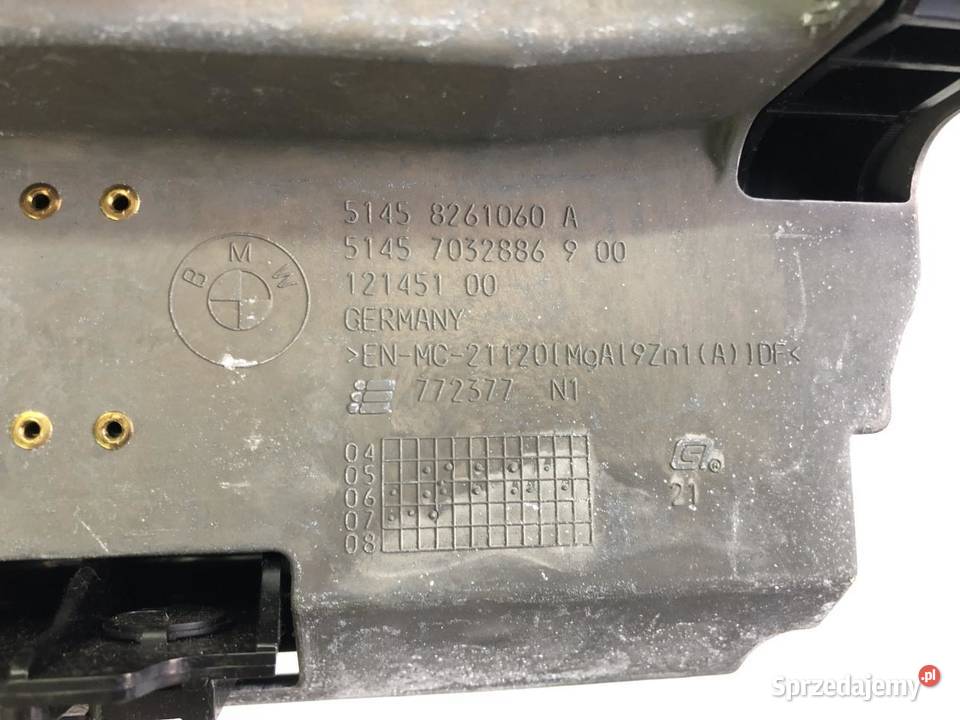 5145 8261060 A
5145 7032886 9 00
121451 00
GERMANY
>EN-MC-21120[MgAl9Zn1(A)]DF<
772377 N1
BMW
04
05
06
07
08
21
Sprzedajemy.pl